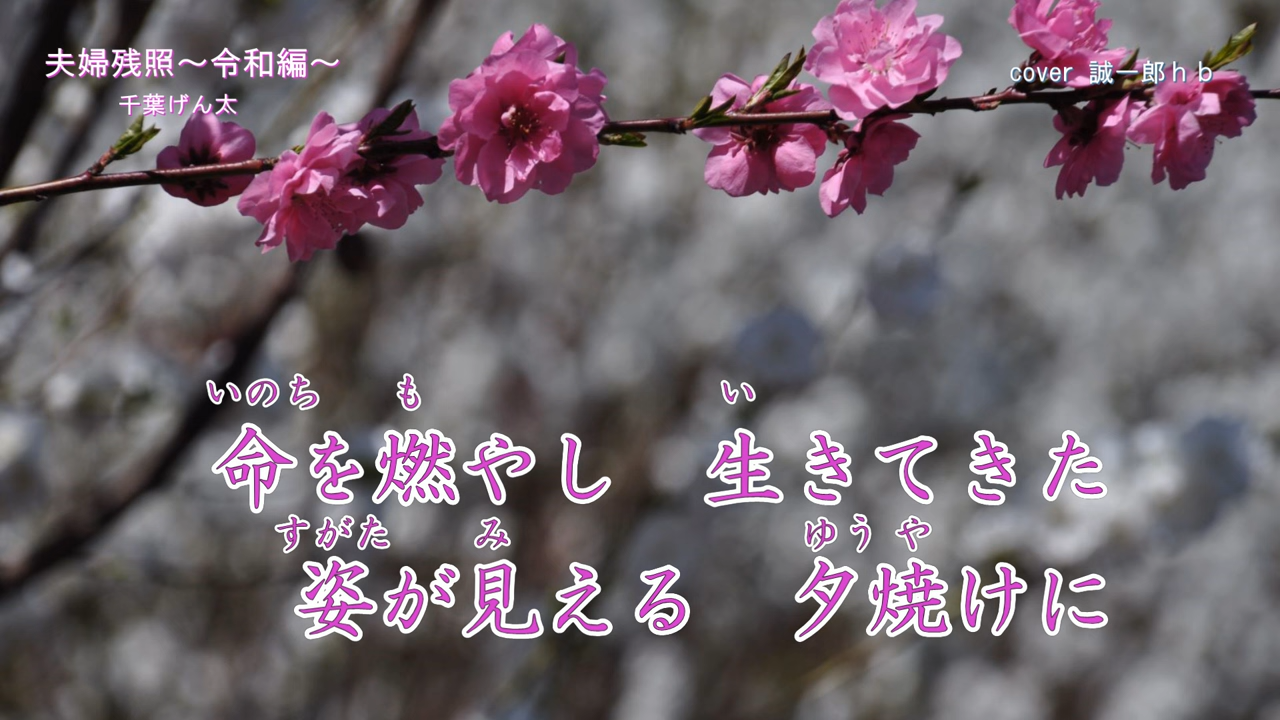 夫婦残照～令和編～
千葉げん太
cover 誠一郎ｈｂ
いのち も い
命を燃やし 生きてきた
すがた み ゆう や
姿が見える 夕焼けに